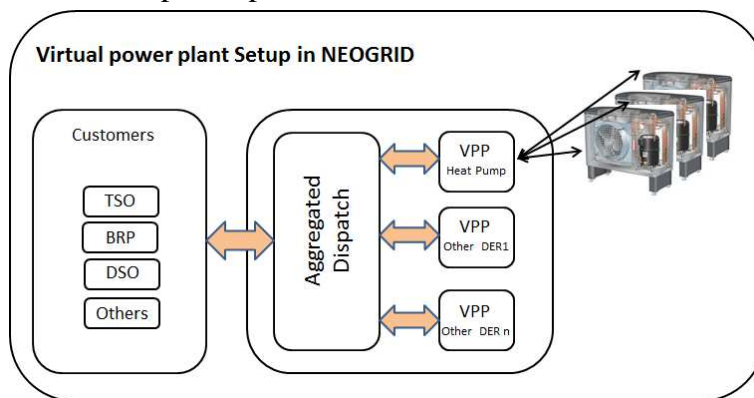 Virtual power plant Setup in NEOGRID
Customers
TSO
BRP
DSO
Others
Aggregated
Dispatch
VPP
Heat Pump
VPP
Other DER1
VPP
Other DER n